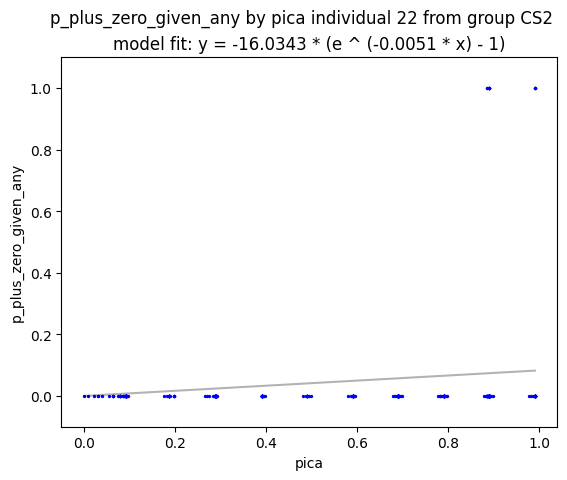 p_plus_zero_given_any by pica individual 22 from group CS2
model fit: y = -16.0343 * (e ^ (-0.0051 * x) - 1)
1.0
0.8
0.6
0.4
0.2
0.0
p_plus_zero_given_any
0.0 0.2 0.4 0.6 0.8 1.0
pica